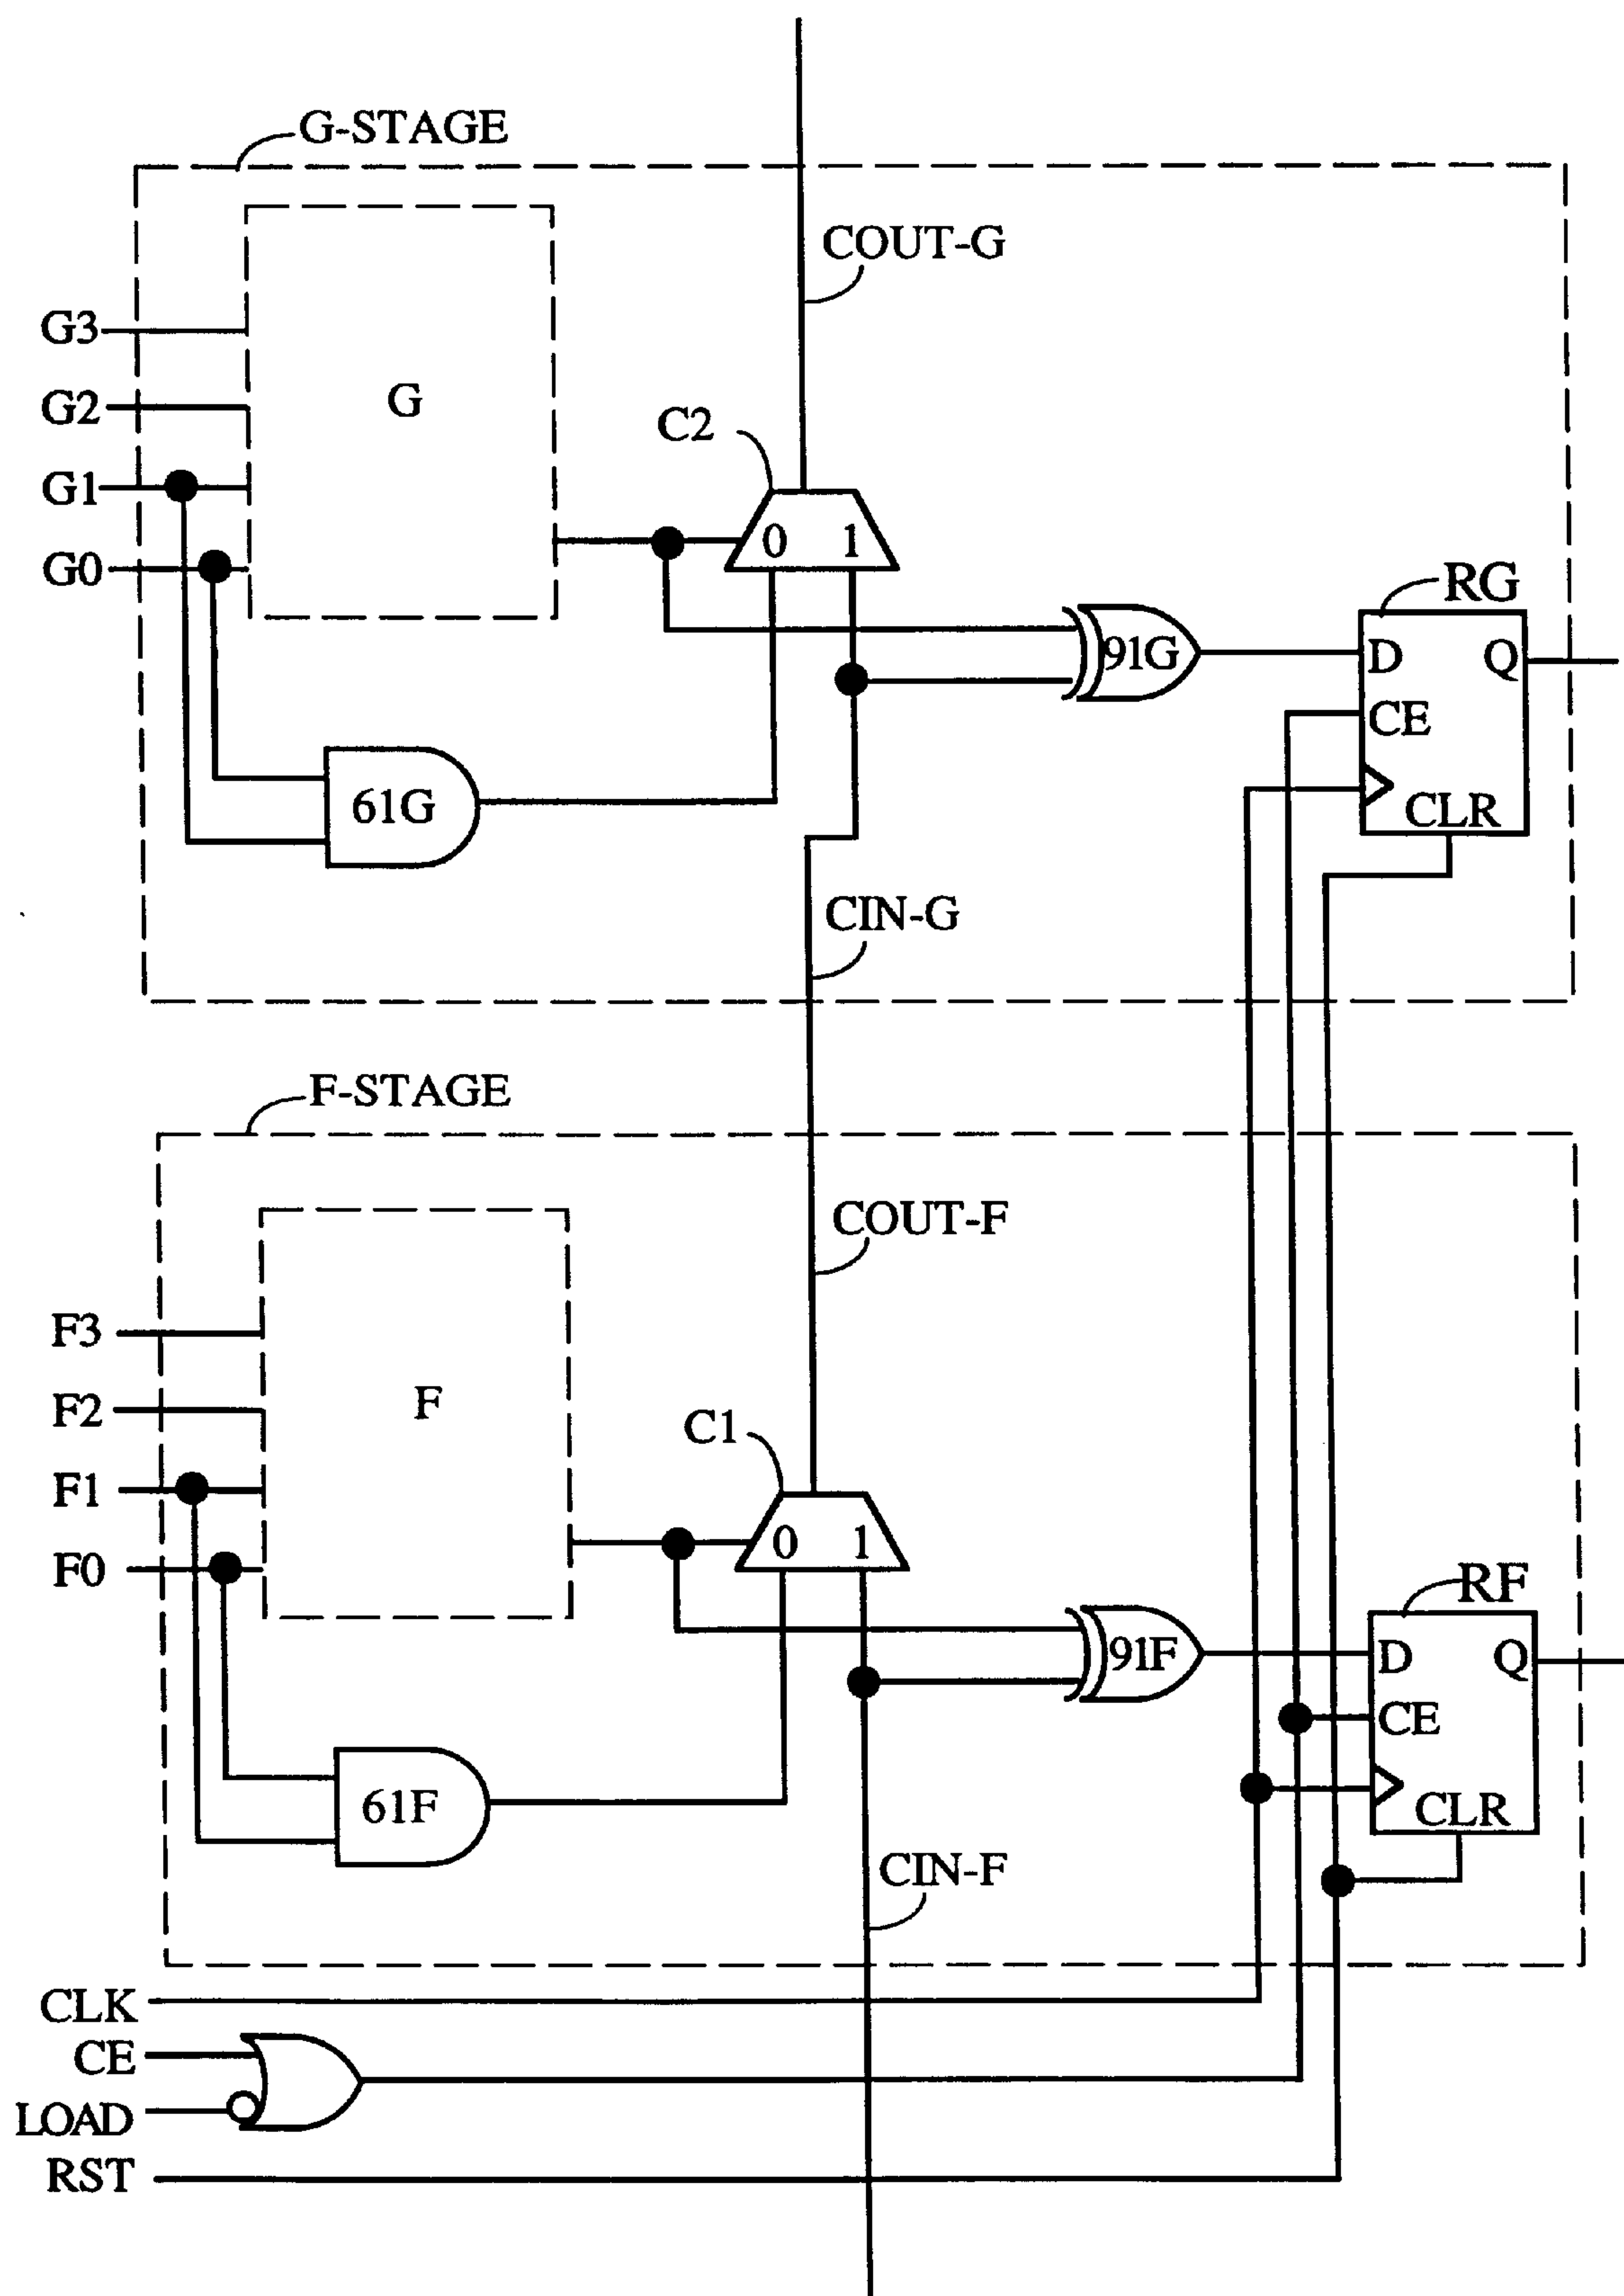 G-STAGE
COUT-G
G3
G2
G
C2
G1
G0
0 1
RG
91G
D Q
CE
61G
CLR
CIN-G
F-STAGE
COUT-F
F3
F2
F
C1
F1
F0
0 1
RF
91F
D Q
CE
61F
CLR
CIN-F
CLK
CE
LOAD
RST